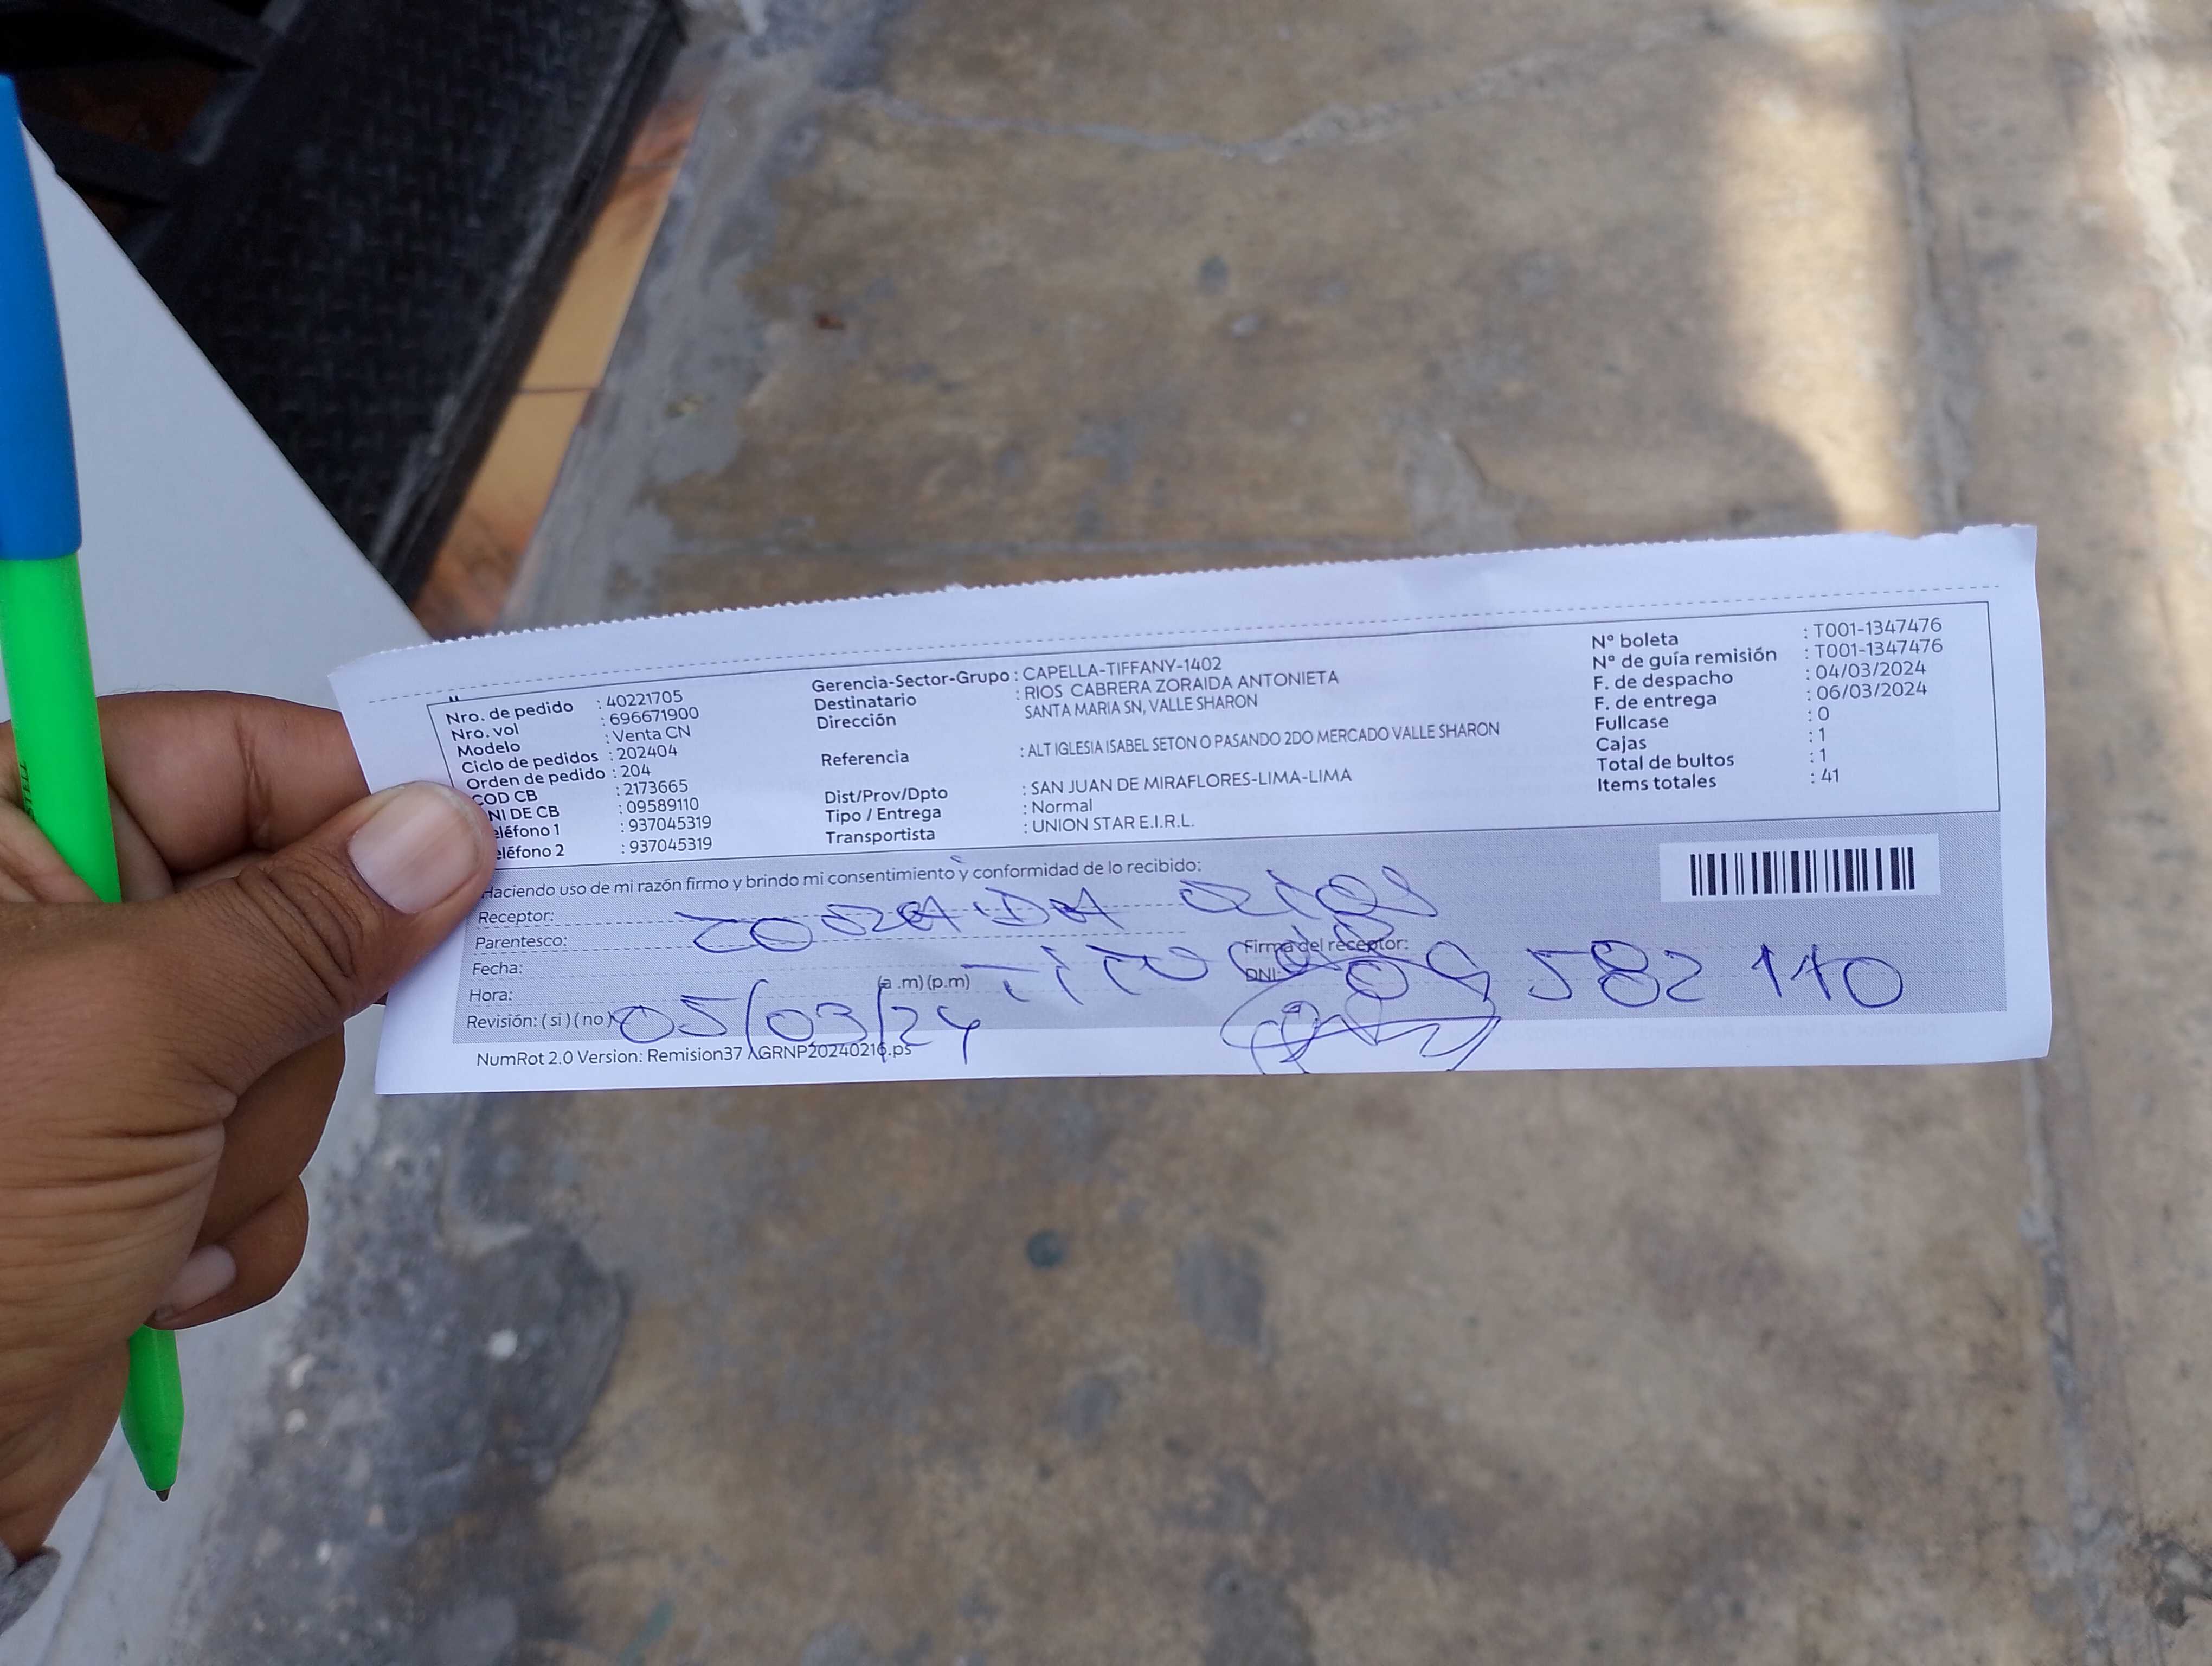 Nro. de pedido : 40221705
Nro. vol : 696671900
Modelo : Venta CN
Ciclo de pedidos : 202404
Orden de pedido : 204
COD CB : 2173665
NI DE CB : 09589110
eléfono 1 : 937045319
eléfono 2 : 937045319
Gerencia-Sector-Grupo : CAPELLA-TIFFANY-1402
Destinatario : RIOS CABRERA ZORAIDA ANTONIETA
Dirección SANTA MARIA SN, VALLE SHARON
Referencia : ALT IGLESIA ISABEL SETON O PASANDO 2DO MERCADO VALLE SHARON
Dist/Prov/Dpto : SAN JUAN DE MIRAFLORES-LIMA-LIMA
Tipo / Entrega : Normal
Transportista : UNION STAR E.I.R.L.
N° boleta : T001-1347476
N° de guía remisión : T001-1347476
F. de despacho : 04/03/2024
F. de entrega : 06/03/2024
Fullcase : 0
Cajas : 1
Total de bultos : 1
Items totales : 41
Haciendo uso de mi razón firmo y brindo mi consentimiento y conformidad de lo recibido:
Receptor: ZORAIDA RIOS
Parentesco: TITULAR
Firma del receptor:
Fecha:
(a .m) (p.m)
DNI:
Hora:
Revisión: ( si ) ( no ) 05/03/24
NumRot 2.0 Version: Remision37 AGRNP20240216.ps